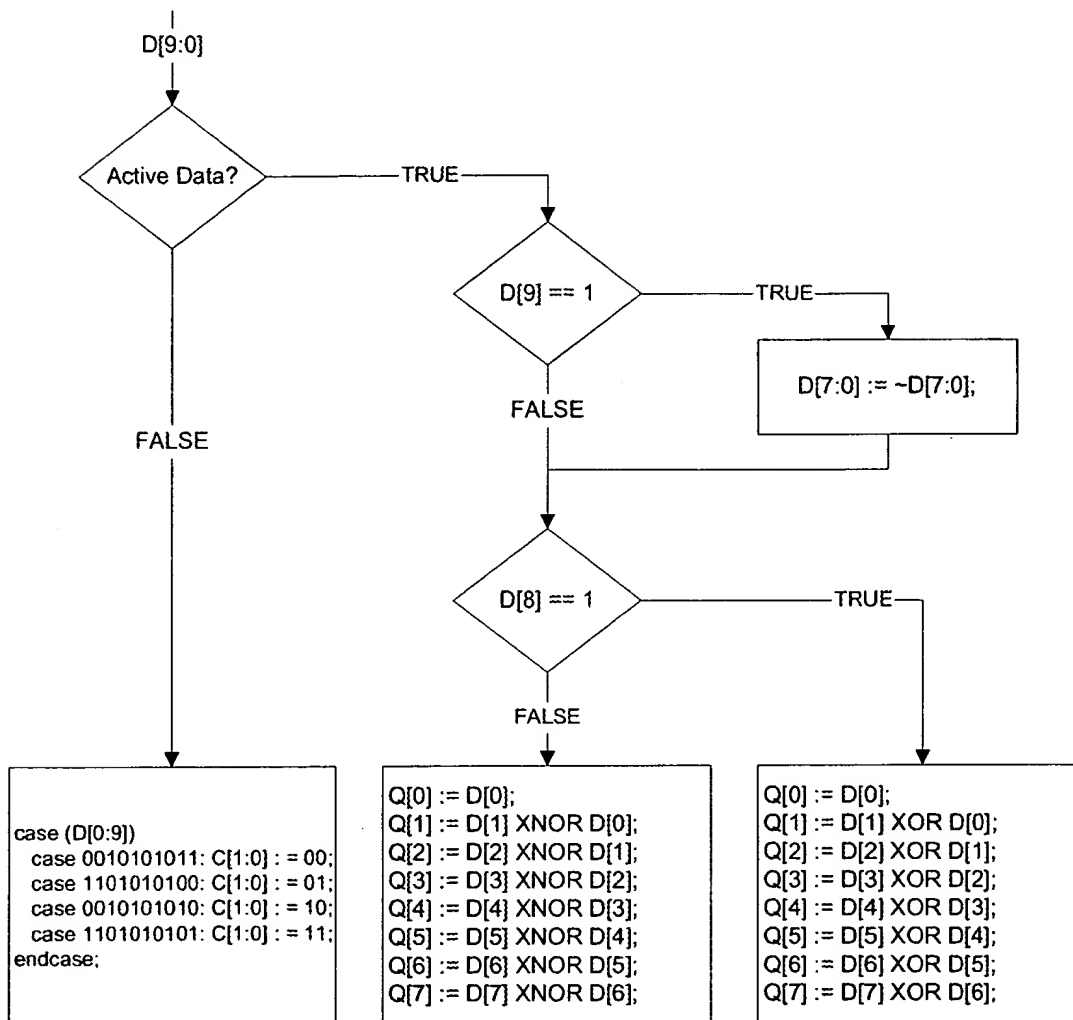 D[9:0]
Active Data?
TRUE
D[9] == 1
TRUE
D[7:0] := ~D[7:0];
FALSE
FALSE
D[8] == 1
TRUE
FALSE
case (D[0:9])
case 0010101011: C[1:0] : = 00;
case 1101010100: C[1:0] : = 01;
case 0010101010: C[1:0] : = 10;
case 1101010101: C[1:0] : = 11;
endcase;
Q[0] := D[0];
Q[1] := D[1] XNOR D[0];
Q[2] := D[2] XNOR D[1];
Q[3] := D[3] XNOR D[2];
Q[4] := D[4] XNOR D[3];
Q[5] := D[5] XNOR D[4];
Q[6] := D[6] XNOR D[5];
Q[7] := D[7] XNOR D[6];
Q[0] := D[0];
Q[1] := D[1] XOR D[0];
Q[2] := D[2] XOR D[1];
Q[3] := D[3] XOR D[2];
Q[4] := D[4] XOR D[3];
Q[5] := D[5] XOR D[4];
Q[6] := D[6] XOR D[5];
Q[7] := D[7] XOR D[6];